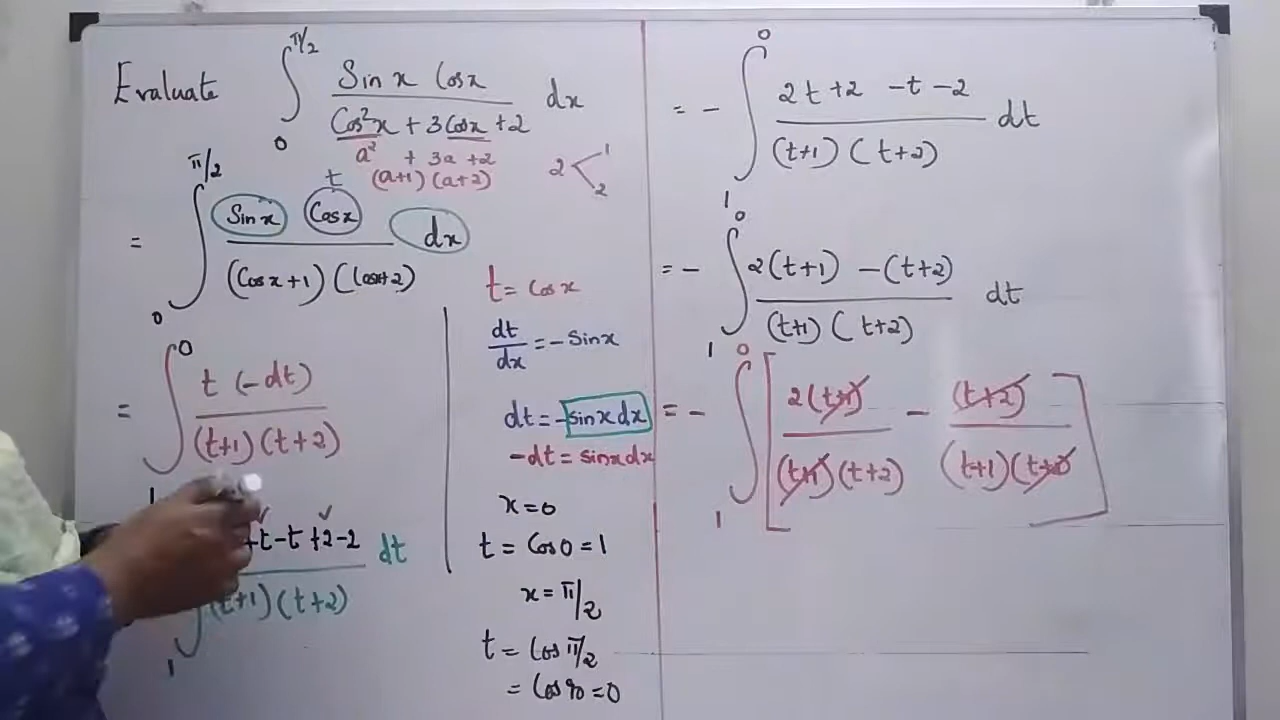 Evaluate ∫₀^{π/2} Sin x Cos x / Cos²x + 3 Cos x + 2 dx
a² + 3a + 2
(a+1) (a+2)
2 < 1 2
t
= ∫₀^{π/2} Sin x Cos x / (Cos x + 1) (Cos x + 2) dx
= ∫₁⁰ t (-dt) / (t+1) (t+2)
+t - t + 2 - 2 / (t+1) (t+2) dt
1
t = Cos x
dt/dx = - Sin x
dt = - sin x dx
-dt = sin x dx
x = 0
t = Cos 0 = 1
x = π/2
t = Cos π/2
= Cos 90 = 0
= - ∫₁⁰ 2t + 2 - t - 2 / (t+1) (t+2) dt
= - ∫₁⁰ 2(t+1) - (t+2) / (t+1) (t+2) dt
= - ∫₁⁰ [ 2(t+1) / (t+1)(t+2) - (t+2) / (t+1)(t+2) ]